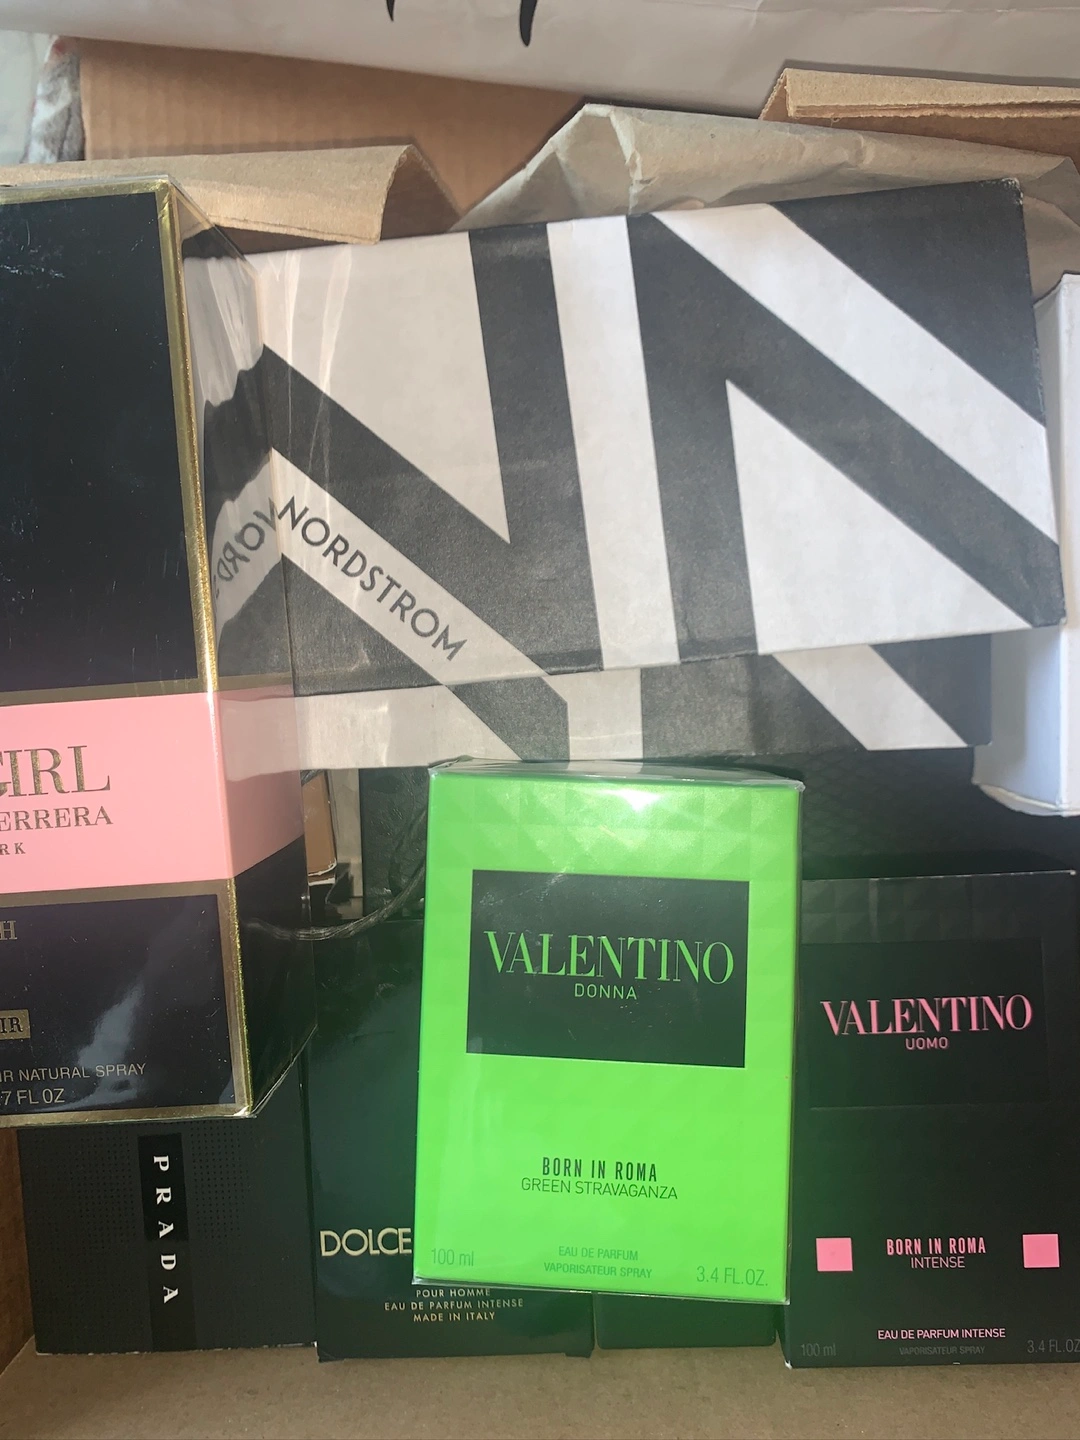 NORDSTROM
GIRL
ERRERA
RK
H
IR
IR NATURAL SPRAY
7 FL OZ
VALENTINO
DONNA
BORN IN ROMA
GREEN STRAVAGANZA
100 ml
EAU DE PARFUM
VAPORISATEUR SPRAY
3.4 FL.OZ.
VALENTINO
UOMO
BORN IN ROMA
INTENSE
EAU DE PARFUM INTENSE
100 ml
VAPORISATEUR SPRAY
3.4 FL.OZ
PRADA
DOLCE
POUR HOMME
EAU DE PARFUM INTENSE
MADE IN ITALY